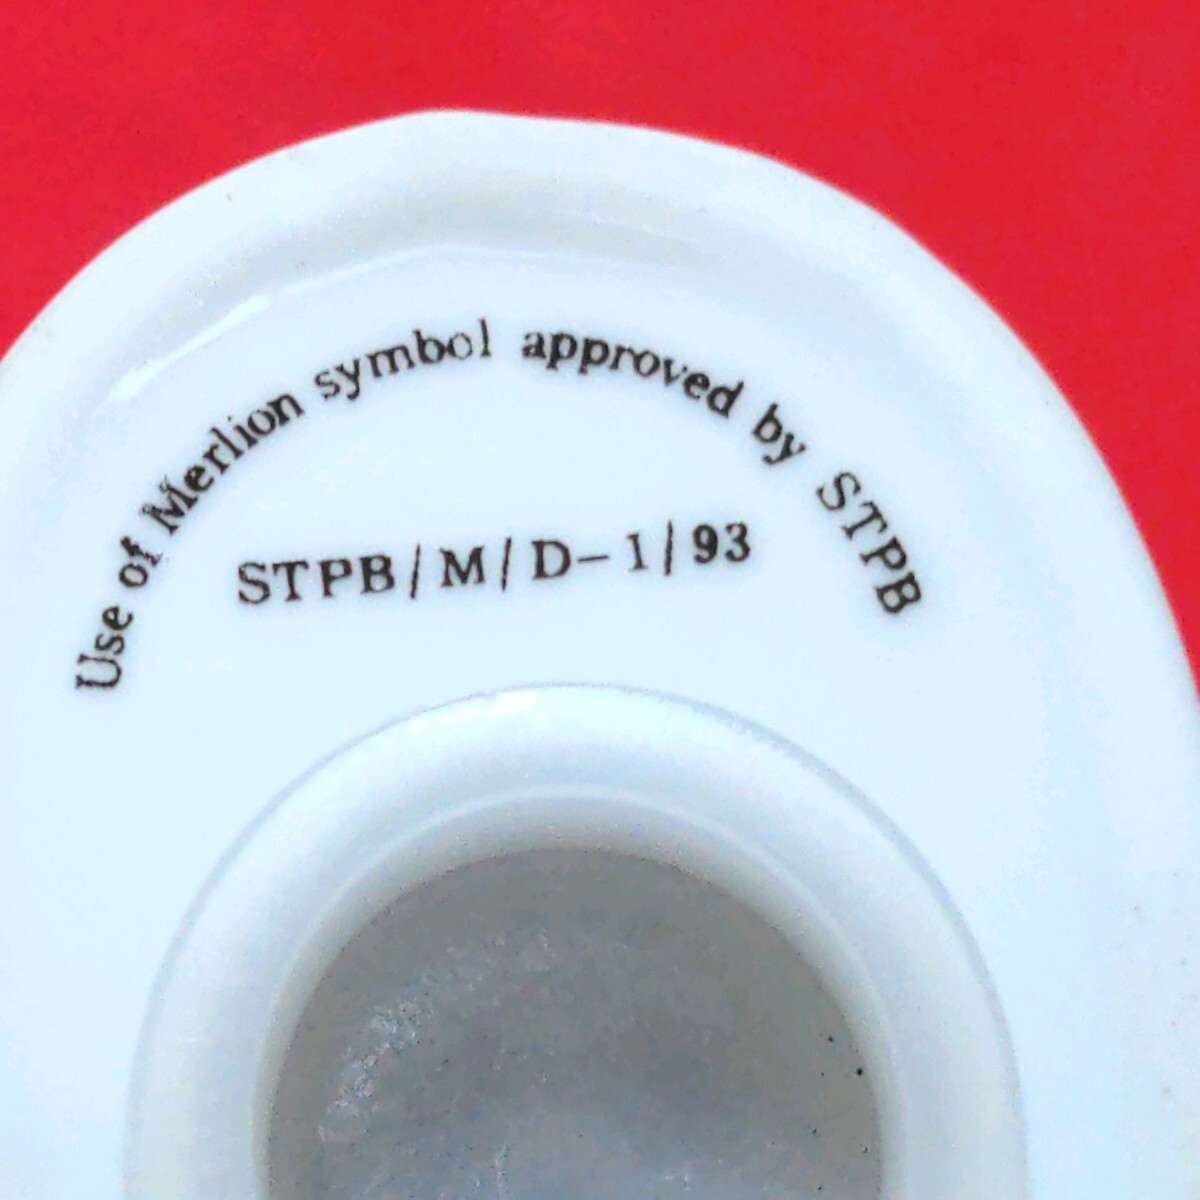 Use of Merlion symbol approved by STPB
STPB/M/D-1/93